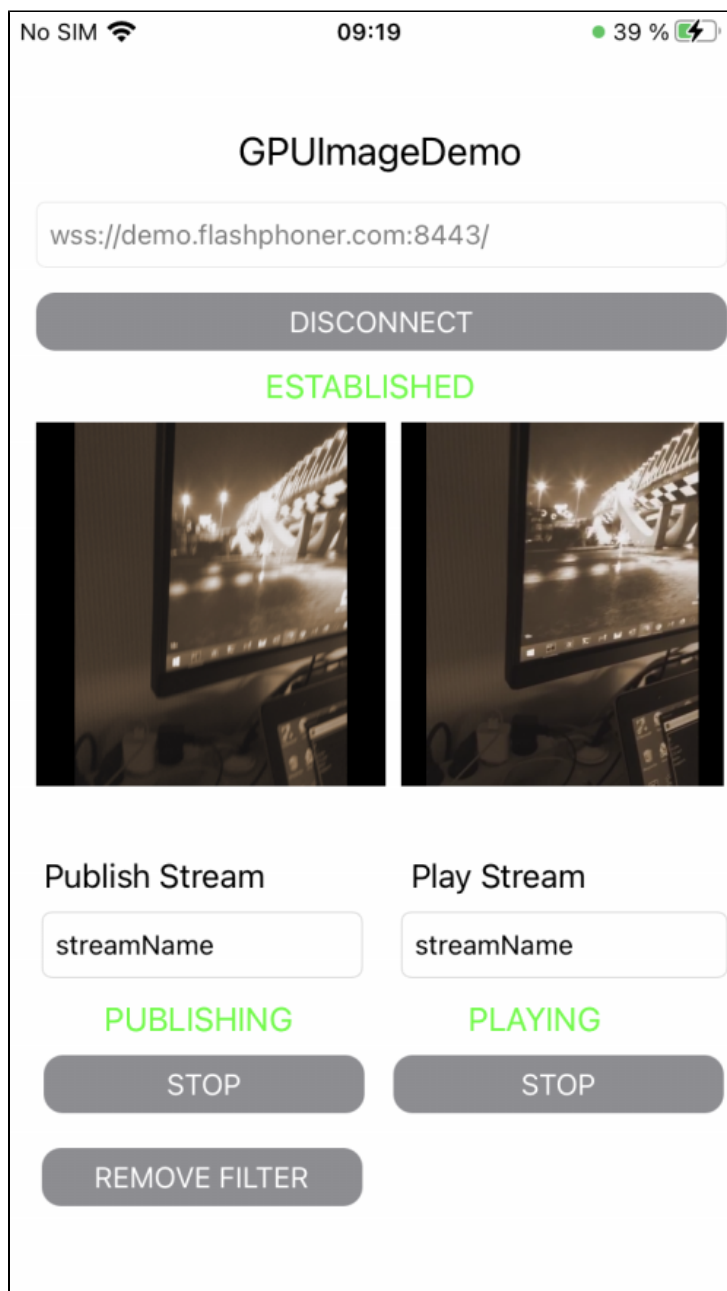 No SIM 09:19 39 %
GPUImageDemo
wss://demo.flashphoner.com:8443/
DISCONNECT
ESTABLISHED
Publish Stream Play Stream
streamName streamName
PUBLISHING PLAYING
STOP STOP
REMOVE FILTER